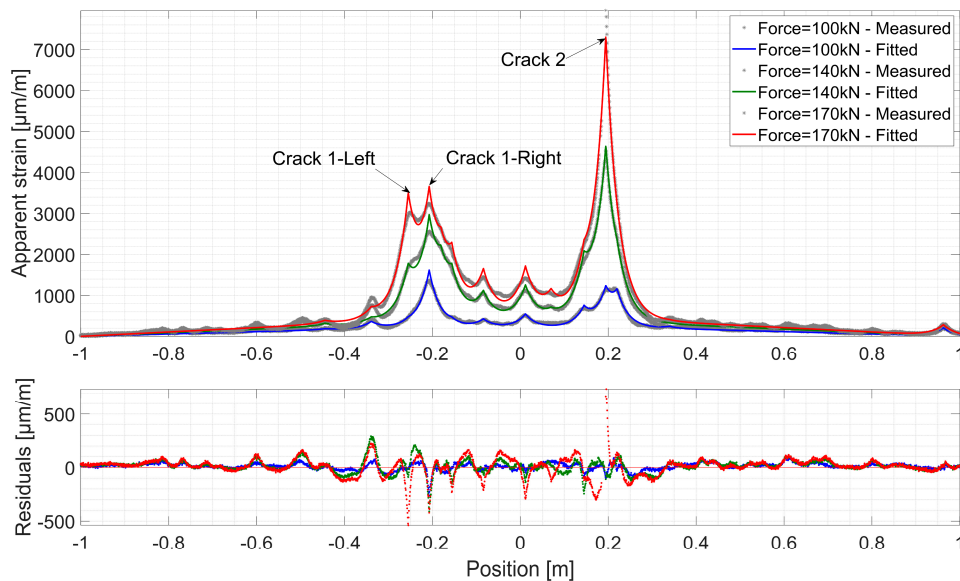 Apparent strain [μm/m]
7000
6000
5000
4000
3000
2000
1000
0
Crack 1-Left
Crack 1-Right
Crack 2
Force=100kN - Measured
Force=100kN - Fitted
Force=140kN - Measured
Force=140kN - Fitted
Force=170kN - Measured
Force=170kN - Fitted
-1 -0.8 -0.6 -0.4 -0.2 0 0.2 0.4 0.6 0.8 1
Residuals [μm/m]
500
0
-500
-1 -0.8 -0.6 -0.4 -0.2 0 0.2 0.4 0.6 0.8 1
Position [m]